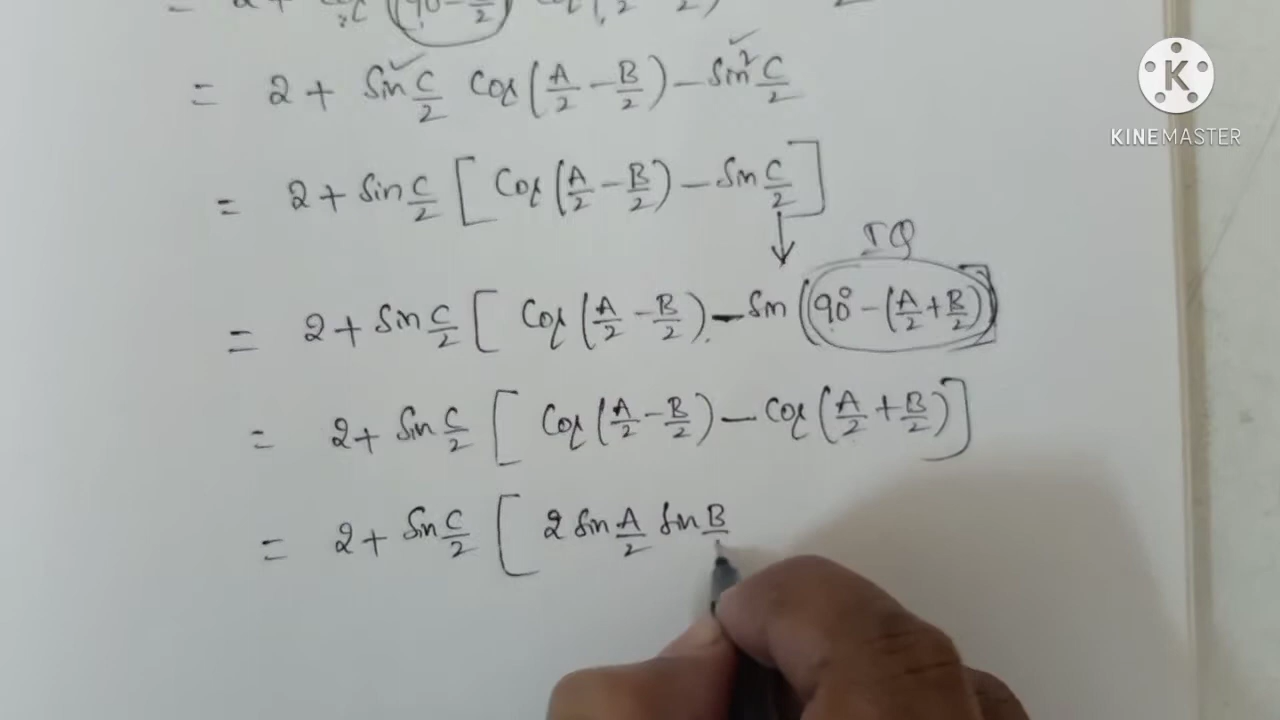 = 2 + Sin C/2 Cos(A/2 − B/2) − Sin² C/2
= 2 + Sin C/2 [ Cos(A/2 − B/2) − Sin C/2 ]
IQ
= 2 + Sin C/2 [ Cos(A/2 − B/2) − Sin (90° − (A/2 + B/2)) ]
= 2 + Sin C/2 [ Cos(A/2 − B/2) − Cos(A/2 + B/2) ]
= 2 + Sin C/2 [ 2 Sin A/2 Sin B/
K
KINEMASTER